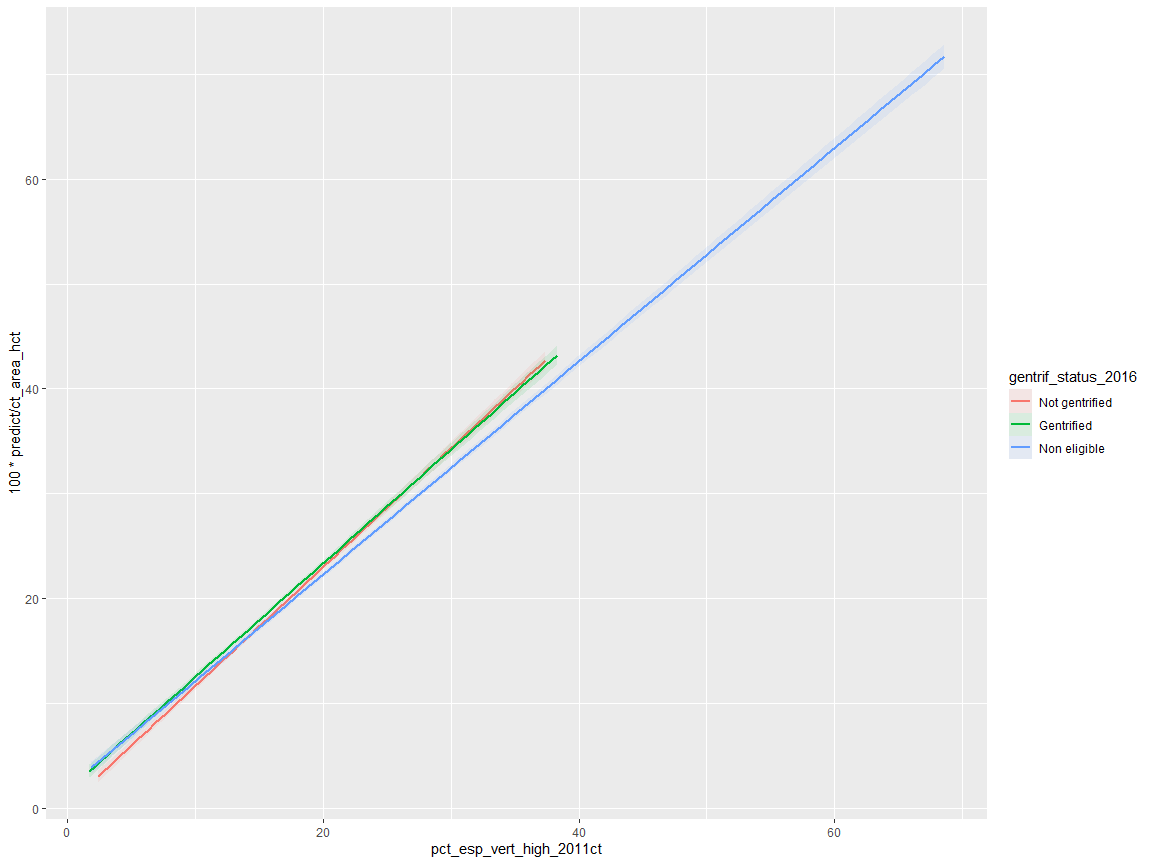 60
40
20
0
0
20
40
60
100 * predict/ct_area_hct
pct_esp_vert_high_2011ct
gentrif_status_2016
Not gentrified
Gentrified
Non eligible